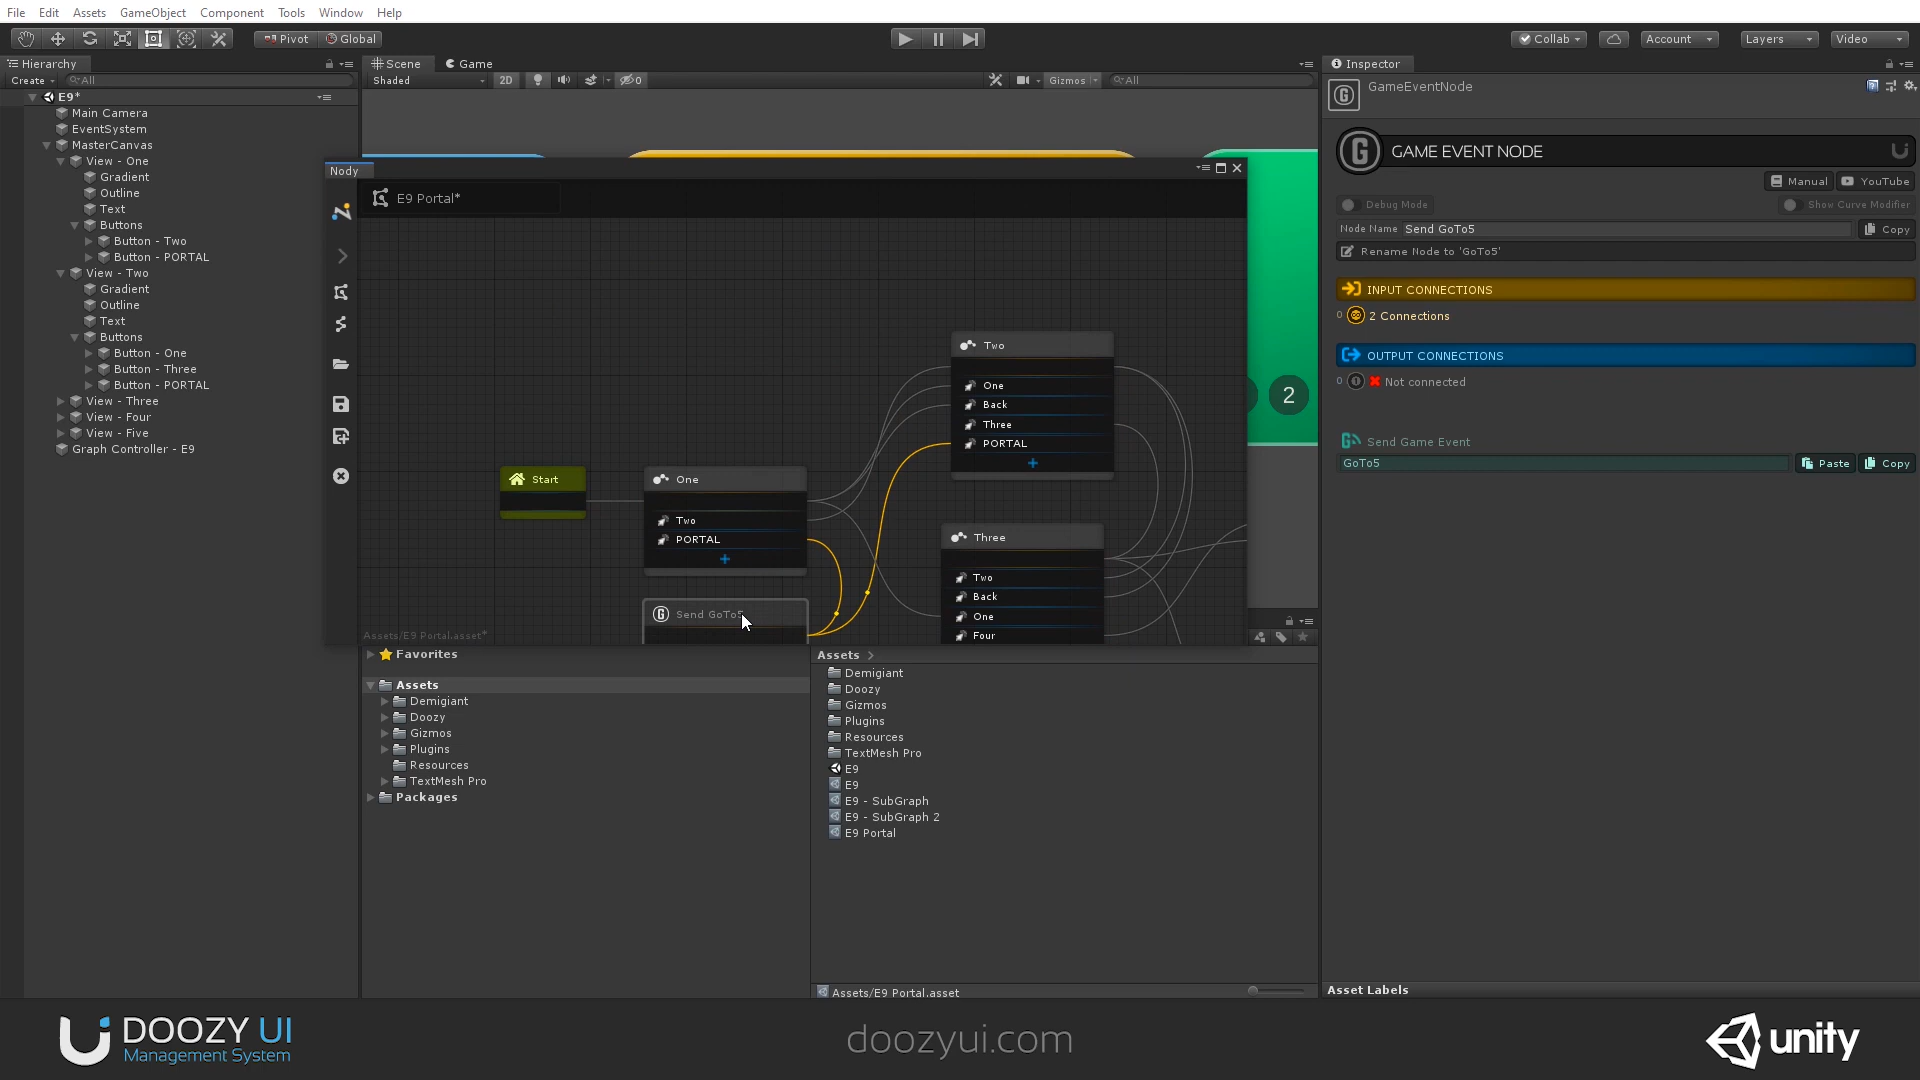 File Edit Assets GameObject Component Tools Window Help
Pivot Global
Collab Account Layers Video
Hierarchy
Create All
E9*
Main Camera
EventSystem
MasterCanvas
View - One
Gradient
Outline
Text
Buttons
Button - Two
Button - PORTAL
View - Two
Gradient
Outline
Text
Buttons
Button - One
Button - Three
Button - PORTAL
View - Three
View - Four
View - Five
Graph Controller - E9
Scene Game
Shaded 2D 0 Gizmos All
2
Nody
E9 Portal*
Start
One
Two
PORTAL
Send GoTo5
Two
One
Back
Three
PORTAL
Three
Two
Back
One
Four
Assets/E9 Portal.asset*
Favorites
Assets
Demigiant
Doozy
Gizmos
Plugins
Resources
TextMesh Pro
Packages
Assets
Demigiant
Doozy
Gizmos
Plugins
Resources
TextMesh Pro
E9
E9
E9 - SubGraph
E9 - SubGraph 2
E9 Portal
Assets/E9 Portal.asset
Inspector
GameEventNode
GAME EVENT NODE
Manual YouTube
Debug Mode Show Curve Modifier
Node Name Send GoTo5 Copy
Rename Node to 'GoTo5'
INPUT CONNECTIONS
0 2 Connections
OUTPUT CONNECTIONS
0 Not connected
Send Game Event
GoTo5 Paste Copy
Asset Labels
DOOZY UI
Management System
doozyui.com
unity